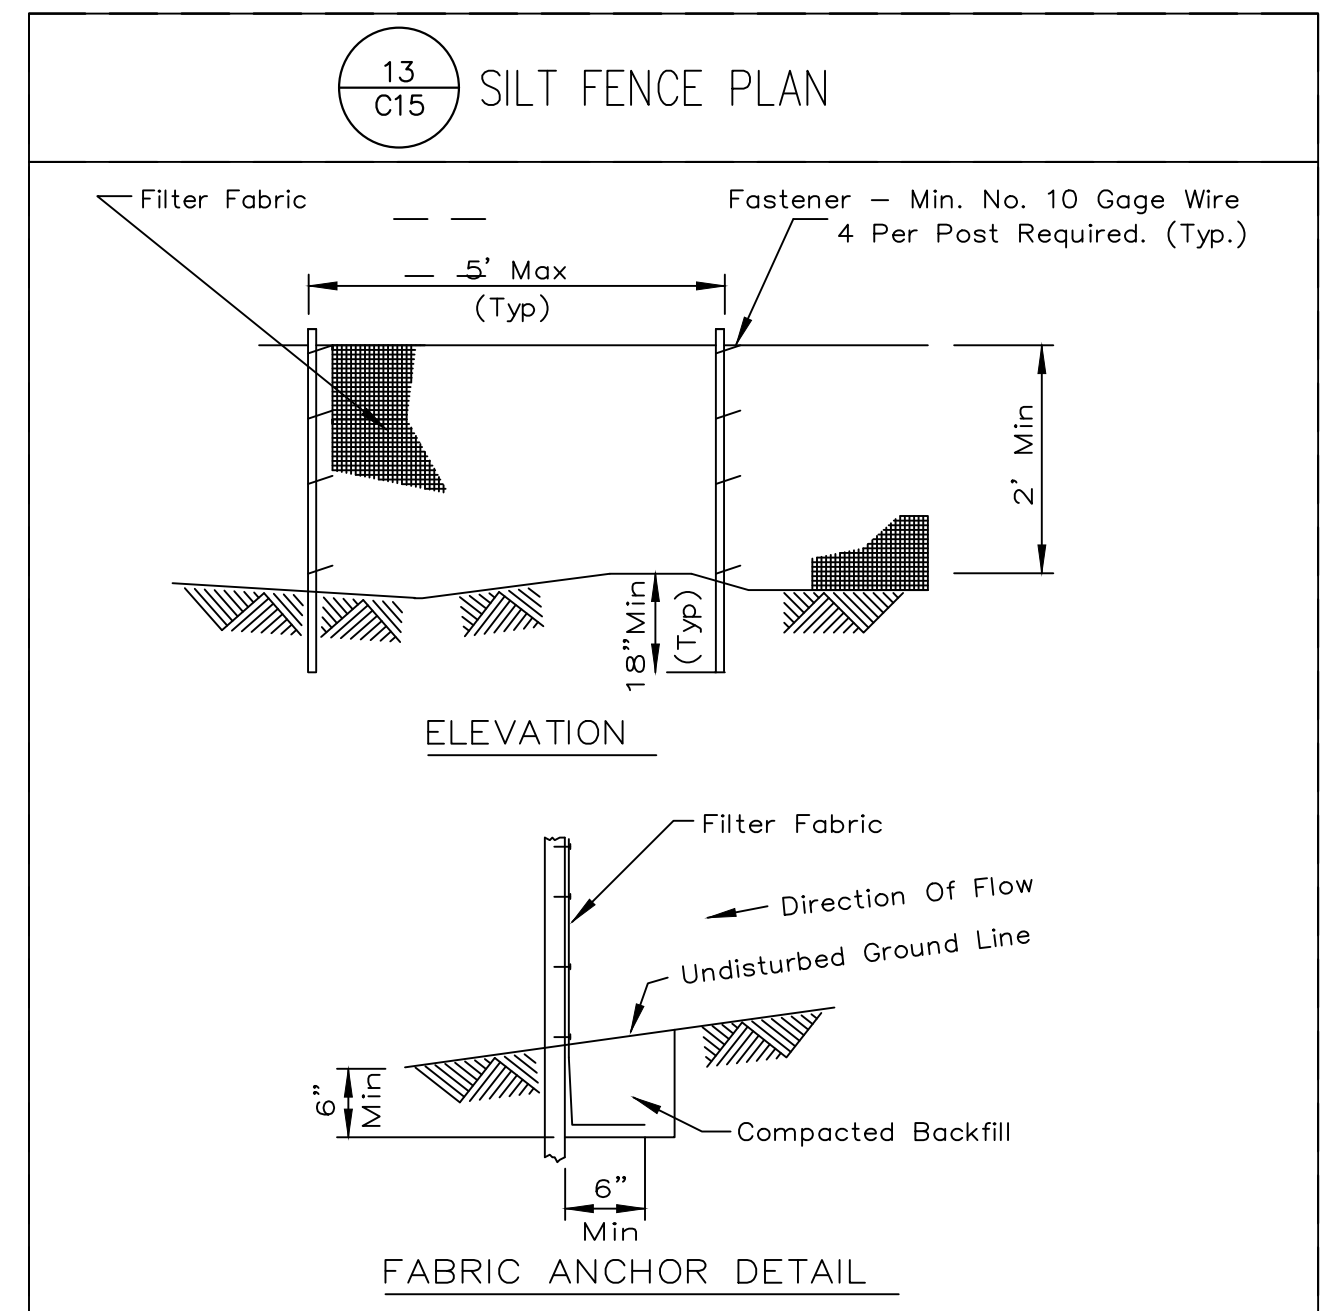 13
C15
SILT FENCE PLAN
Filter Fabric
Fastener – Min. No. 10 Gage Wire
4 Per Post Required. (Typ.)
5' Max
(Typ)
2' Min
18" Min
(Typ)
ELEVATION
Filter Fabric
Direction Of Flow
Undisturbed Ground Line
6"
Min
Compacted Backfill
6"
Min
FABRIC ANCHOR DETAIL